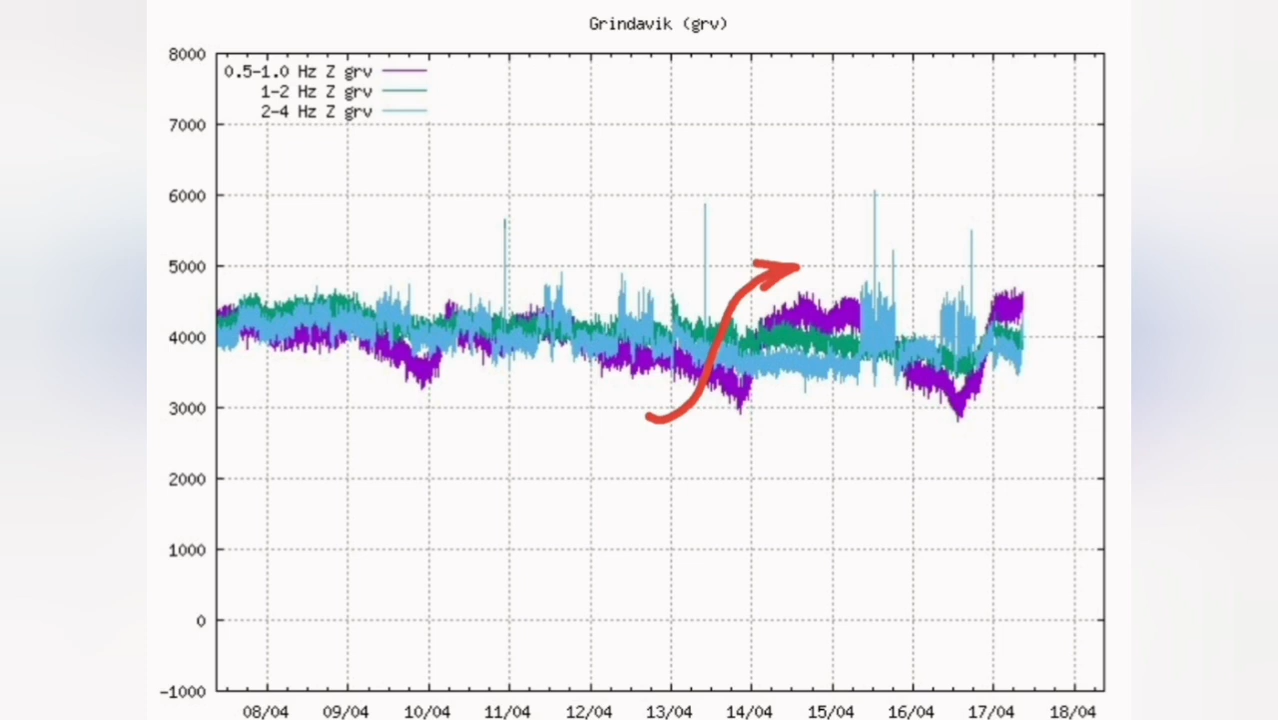 Grindavik (grv)
8000
0.5-1.0 Hz Z grv
1-2 Hz Z grv
2-4 Hz Z grv
7000
6000
5000
4000
3000
2000
1000
0
-1000
08/04 09/04 10/04 11/04 12/04 13/04 14/04 15/04 16/04 17/04 18/04